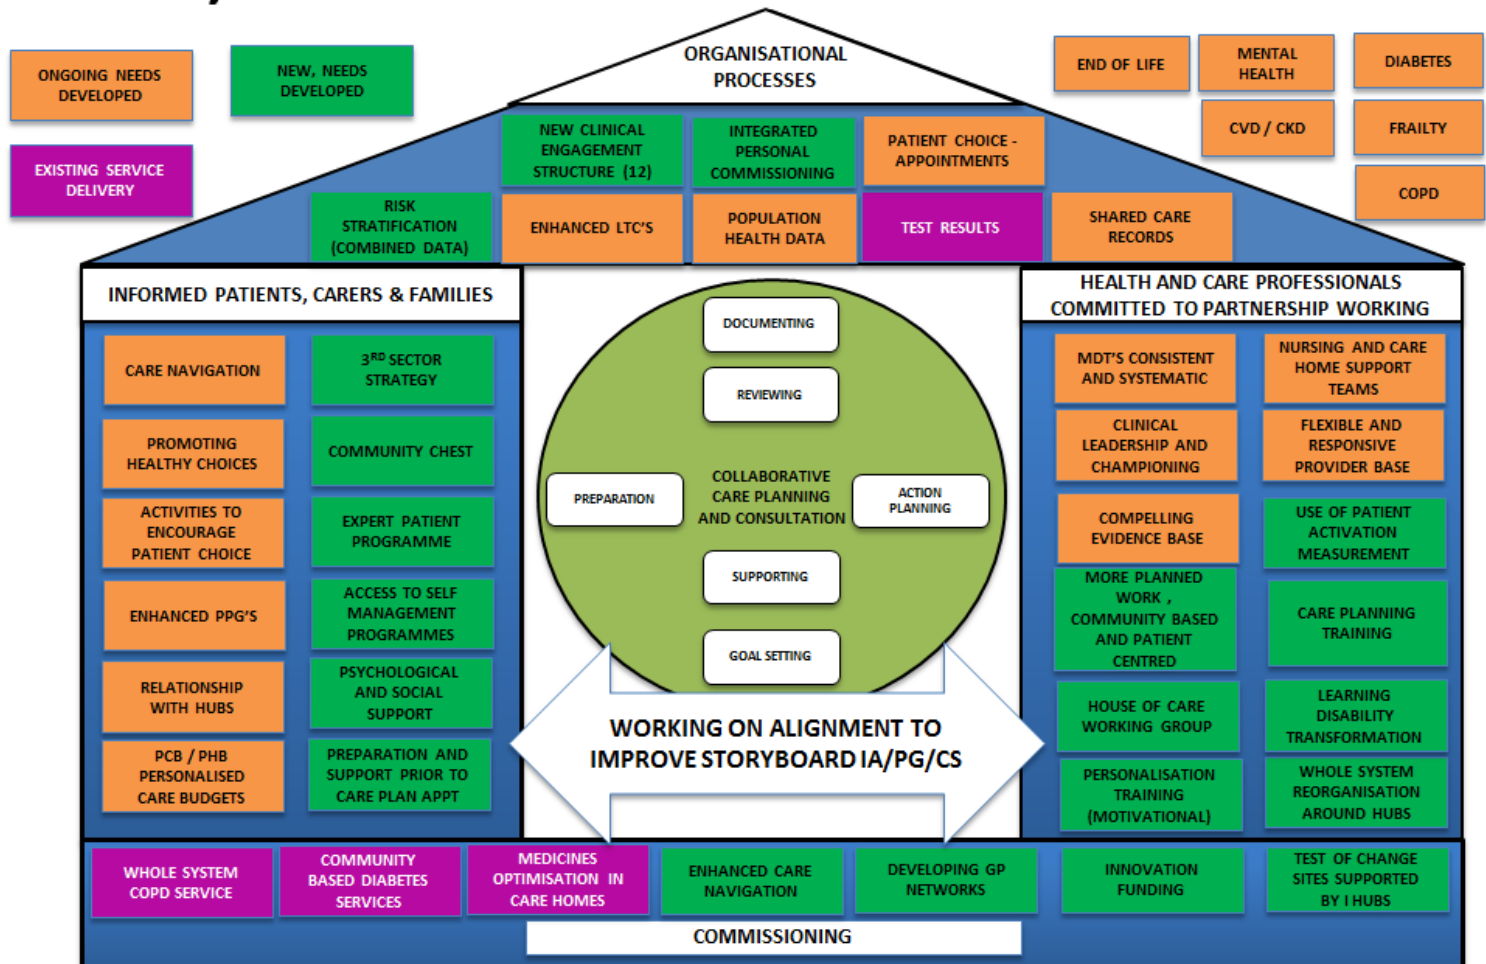 ORGANISATIONAL
PROCESSES
ONGOING NEEDS
DEVELOPED
NEW, NEEDS
DEVELOPED
EXISTING SERVICE
DELIVERY
END OF LIFE
MENTAL
HEALTH
DIABETES
CVD / CKD
FRAILTY
COPD
NEW CLINICAL
ENGAGEMENT
STRUCTURE (12)
INTEGRATED
PERSONAL
COMMISSIONING
PATIENT CHOICE -
APPOINTMENTS
RISK
STRATIFICATION
(COMBINED DATA)
ENHANCED LTC'S
POPULATION
HEALTH DATA
TEST RESULTS
SHARED CARE
RECORDS
INFORMED PATIENTS, CARERS & FAMILIES
CARE NAVIGATION
3RD SECTOR
STRATEGY
PROMOTING
HEALTHY CHOICES
COMMUNITY CHEST
ACTIVITIES TO
ENCOURAGE
PATIENT CHOICE
EXPERT PATIENT
PROGRAMME
ENHANCED PPG'S
ACCESS TO SELF
MANAGEMENT
PROGRAMMES
RELATIONSHIP
WITH HUBS
PSYCHOLOGICAL
AND SOCIAL
SUPPORT
PCB / PHB
PERSONALISED
CARE BUDGETS
PREPARATION AND
SUPPORT PRIOR TO
CARE PLAN APPT
DOCUMENTING
REVIEWING
PREPARATION
COLLABORATIVE
CARE PLANNING
AND CONSULTATION
ACTION
PLANNING
SUPPORTING
GOAL SETTING
WORKING ON ALIGNMENT TO
IMPROVE STORYBOARD IA/PG/CS
HEALTH AND CARE PROFESSIONALS
COMMITTED TO PARTNERSHIP WORKING
MDT'S CONSISTENT
AND SYSTEMATIC
NURSING AND CARE
HOME SUPPORT
TEAMS
CLINICAL
LEADERSHIP AND
CHAMPIONING
FLEXIBLE AND
RESPONSIVE
PROVIDER BASE
COMPELLING
EVIDENCE BASE
USE OF PATIENT
ACTIVATION
MEASUREMENT
MORE PLANNED
WORK ,
COMMUNITY BASED
AND PATIENT
CENTRED
CARE PLANNING
TRAINING
HOUSE OF CARE
WORKING GROUP
LEARNING
DISABILITY
TRANSFORMATION
PERSONALISATION
TRAINING
(MOTIVATIONAL)
WHOLE SYSTEM
REORGANISATION
AROUND HUBS
WHOLE SYSTEM
COPD SERVICE
COMMUNITY
BASED DIABETES
SERVICES
MEDICINES
OPTIMISATION IN
CARE HOMES
ENHANCED CARE
NAVIGATION
DEVELOPING GP
NETWORKS
INNOVATION
FUNDING
TEST OF CHANGE
SITES SUPPORTED
BY I HUBS
COMMISSIONING